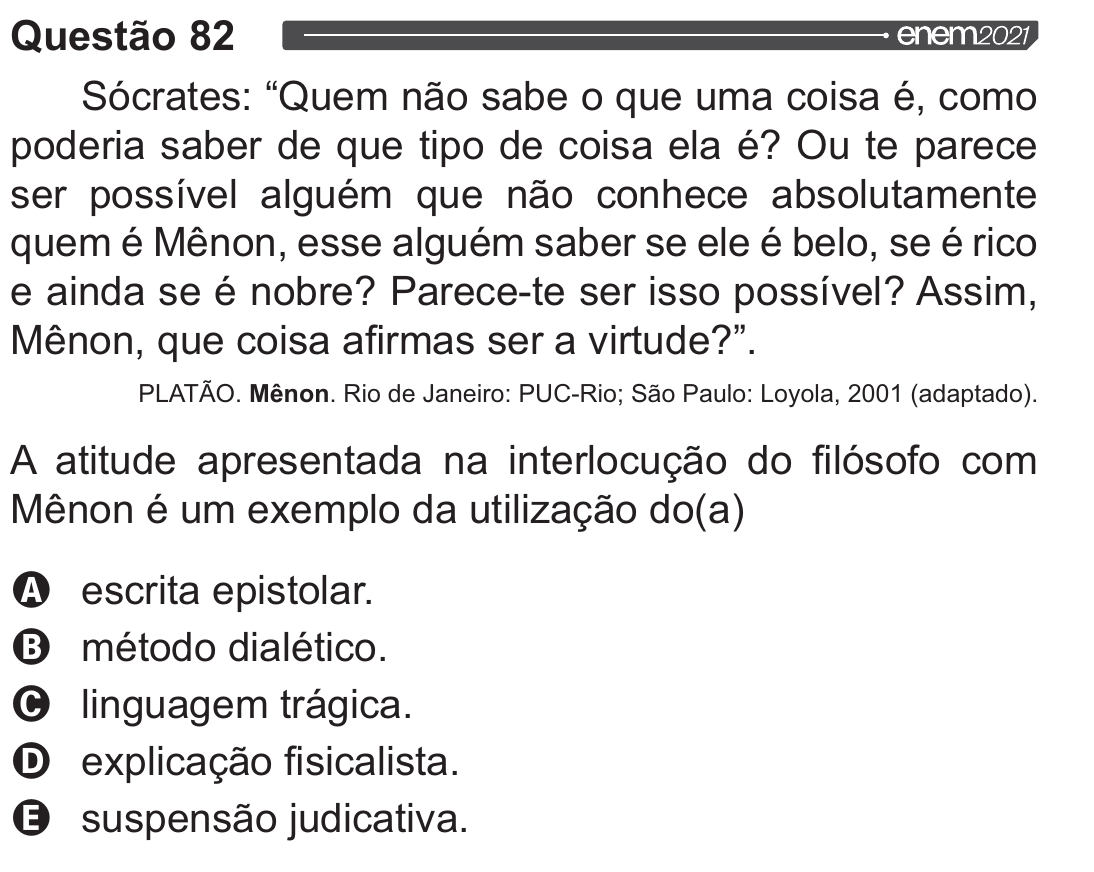 Questão 82 enem2021
Sócrates: “Quem não sabe o que uma coisa é, como
poderia saber de que tipo de coisa ela é? Ou te parece
ser possível alguém que não conhece absolutamente
quem é Mênon, esse alguém saber se ele é belo, se é rico
e ainda se é nobre? Parece-te ser isso possível? Assim,
Mênon, que coisa afirmas ser a virtude?”.
PLATÃO. Mênon. Rio de Janeiro: PUC-Rio; São Paulo: Loyola, 2001 (adaptado).
A atitude apresentada na interlocução do filósofo com
Mênon é um exemplo da utilização do(a)
A escrita epistolar.
B método dialético.
C linguagem trágica.
D explicação fisicalista.
E suspensão judicativa.